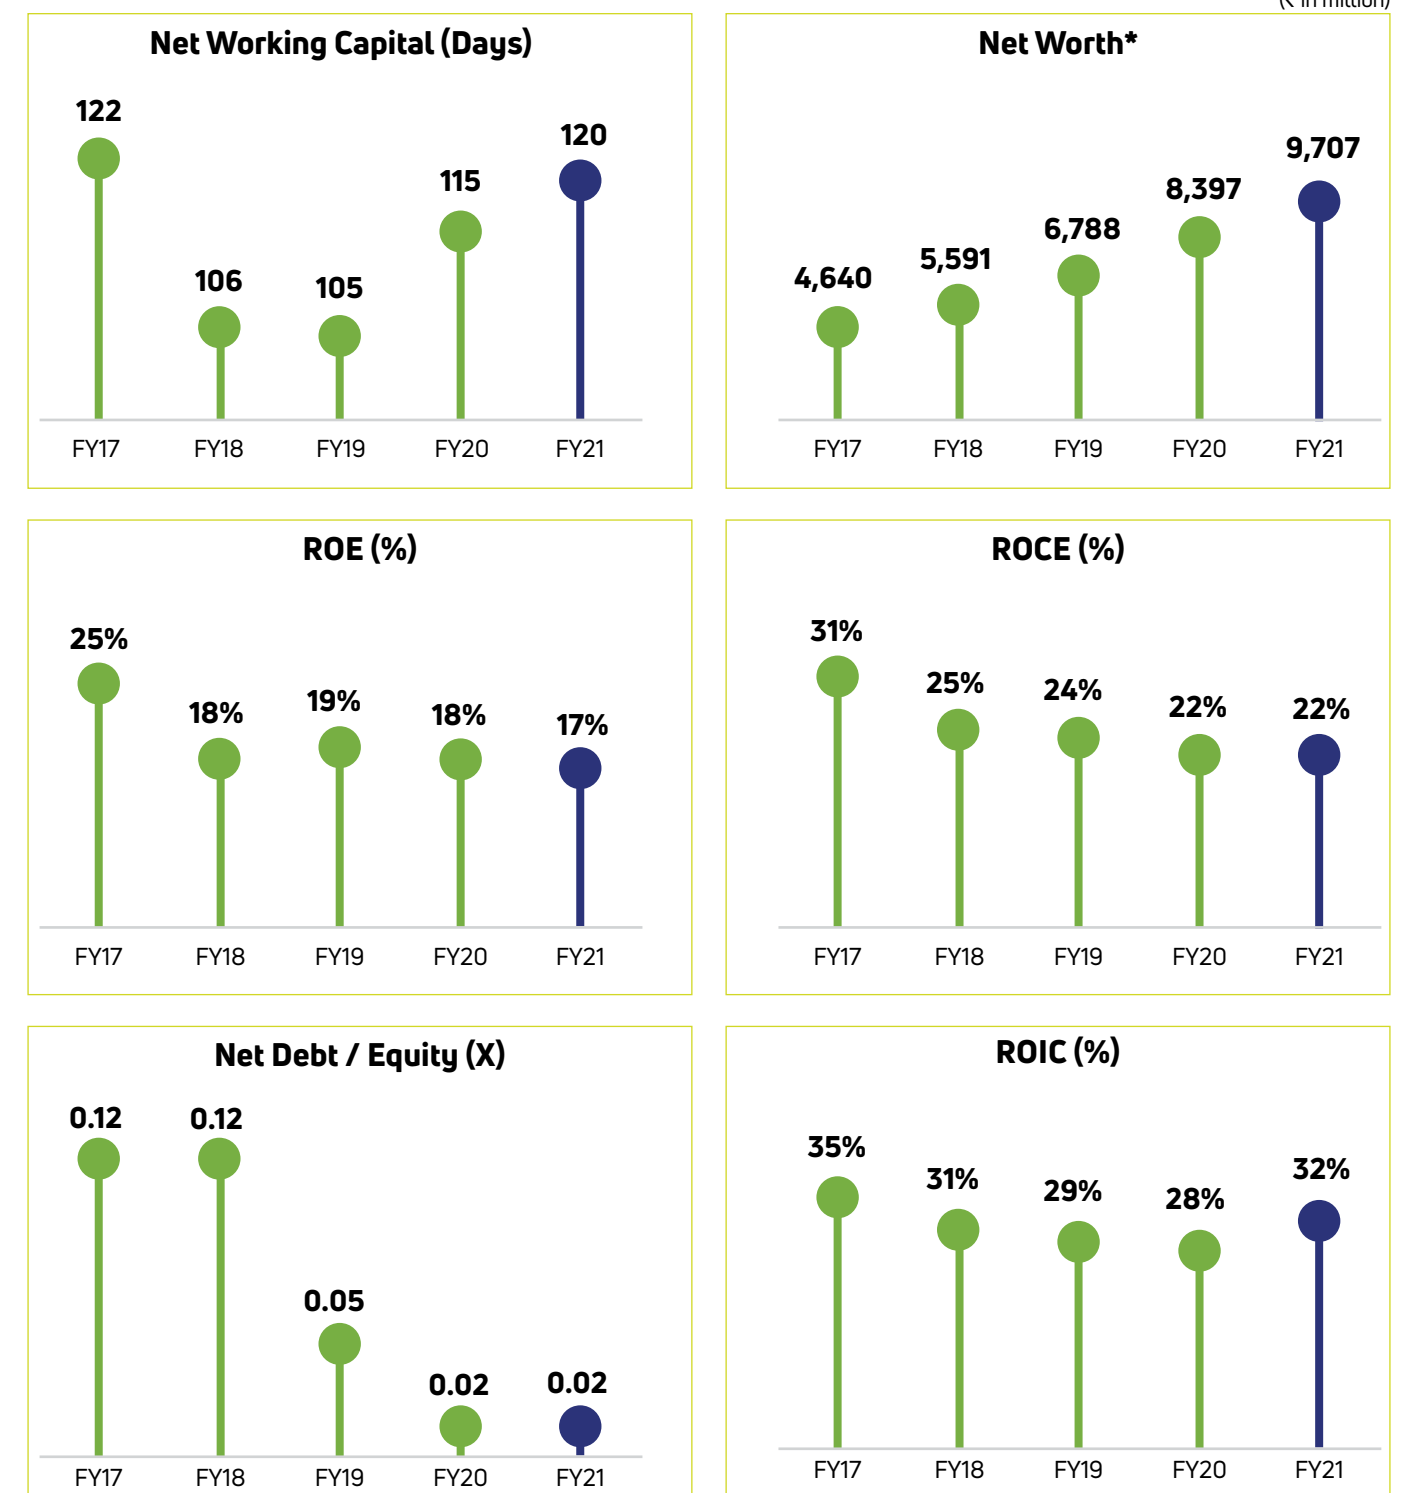 (₹ in million)
Net Working Capital (Days)
122
106
105
115
120
FY17 FY18 FY19 FY20 FY21
Net Worth*
4,640
5,591
6,788
8,397
9,707
FY17 FY18 FY19 FY20 FY21
ROE (%)
25%
18%
19%
18%
17%
FY17 FY18 FY19 FY20 FY21
ROCE (%)
31%
25%
24%
22%
22%
FY17 FY18 FY19 FY20 FY21
Net Debt / Equity (X)
0.12
0.12
0.05
0.02
0.02
FY17 FY18 FY19 FY20 FY21
ROIC (%)
35%
31%
29%
28%
32%
FY17 FY18 FY19 FY20 FY21